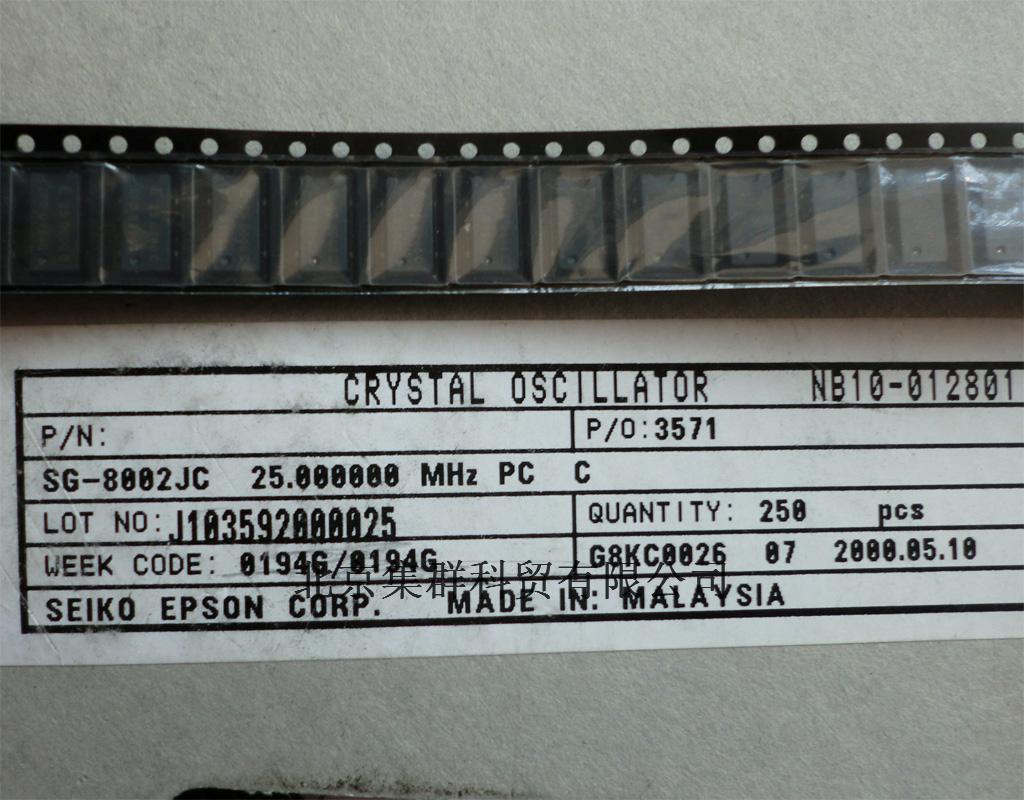 CRYSTAL OSCILLATOR NB10-012801
P/N: P/O:3571
SG-8002JC 25.000000 MHz PC C
LOT NO: J103592000025 QUANTITY: 250 pcs
WEEK CODE: 0194G/0194G G8KC0026 07 2000.05.10
北京集群科贸有限公司
SEIKO EPSON CORP. MADE IN: MALAYSIA